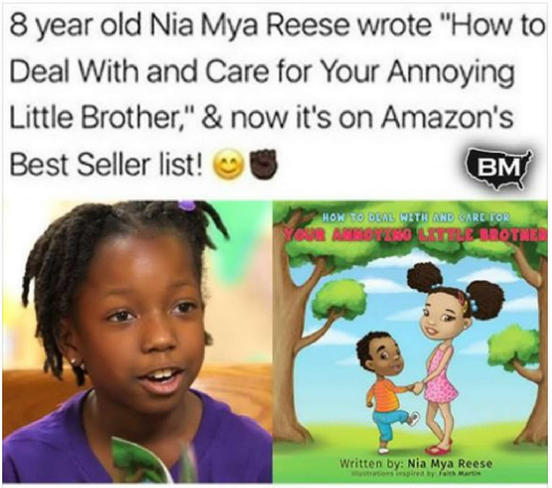 8 year old Nia Mya Reese wrote "How to
Deal With and Care for Your Annoying
Little Brother," & now it's on Amazon's
Best Seller list! 😊✊🏿
BM
HOW TO DEAL WITH AND CARE FOR
YOUR ANNOYING LITTLE BROTHER
Written by: Nia Mya Reese
Illustrations inspired by: Faith Martin